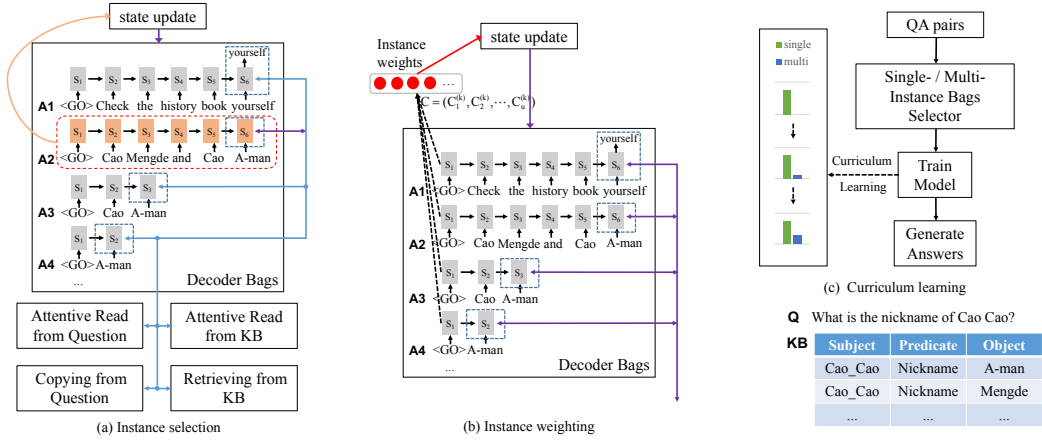 state update
yourself
S1 S2 S3 S4 S5 S6
A1 <GO> Check the history book yourself
S1 S2 S3 S4 S5 S6
A2 <GO> Cao Mengde and Cao A-man
S1 S2 S3
A3 <GO> Cao A-man
S1 S2
A4 <GO> A-man
...
Decoder Bags
Attentive Read from Question
Attentive Read from KB
Copying from Question
Retrieving from KB
(a) Instance selection
Instance weights
state update
...
C = (C_1^{(k)}, C_2^{(k)}, ⋯, C_u^{(k)})
yourself
S1 S2 S3 S4 S5 S6
A1 <GO> Check the history book yourself
S1 S2 S3 S4 S5 S6
A2 <GO> Cao Mengde and Cao A-man
S1 S2 S3
A3 <GO> Cao A-man
S1 S2
A4 <GO> A-man
...
Decoder Bags
(b) Instance weighting
single
multi
QA pairs
Single- / Multi-
Instance Bags
Selector
Curriculum
Learning
Train
Model
Generate
Answers
(c) Curriculum learning
Q What is the nickname of Cao Cao?
KB
Subject Predicate Object
Cao_Cao Nickname A-man
Cao_Cao Nickname Mengde
... ... ...